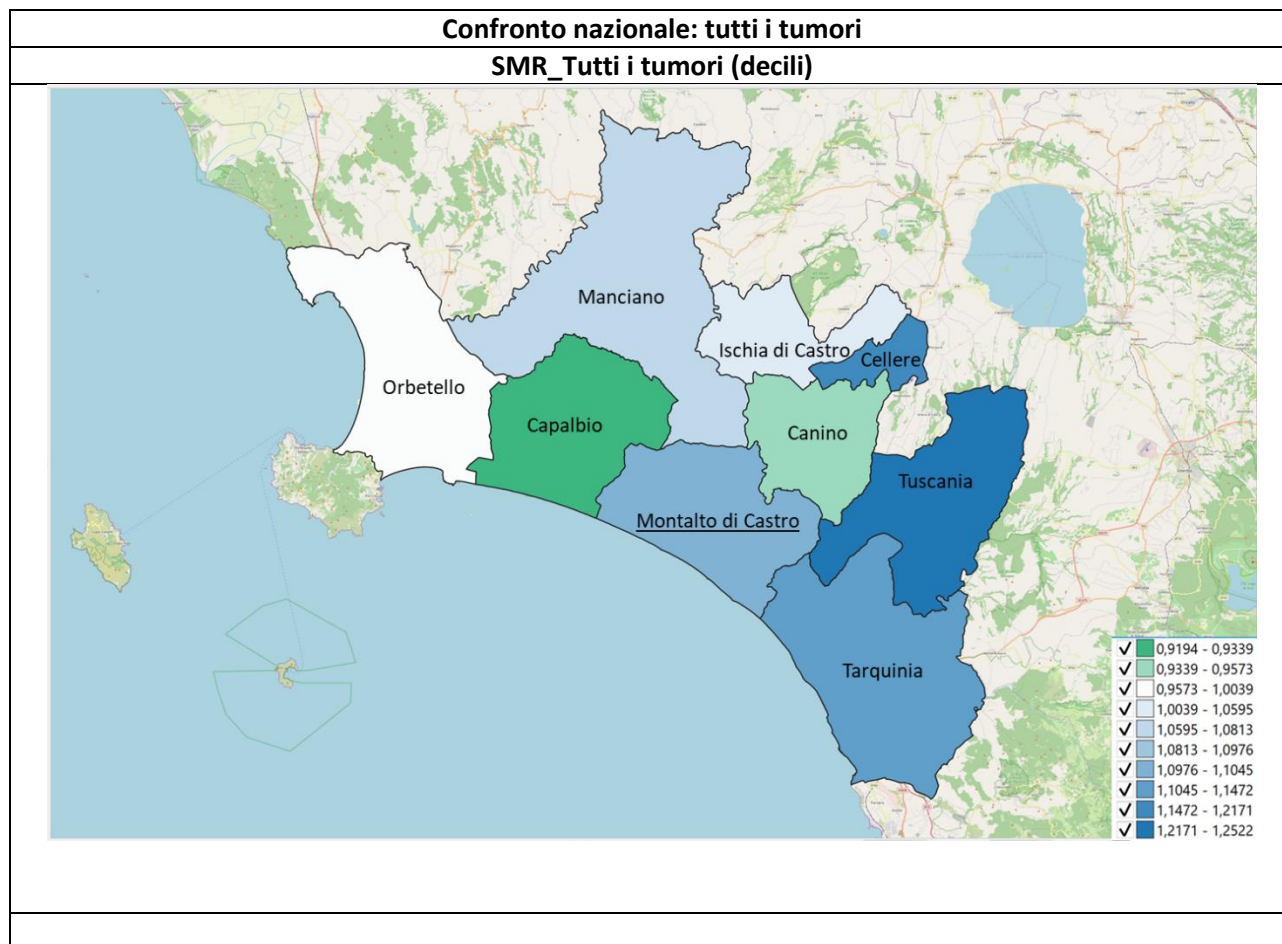 Confronto nazionale: tutti i tumori
SMR_Tutti i tumori (decili)
Manciano
Ischia di Castro
Cellere
Orbetello
Capalbio
Canino
Tuscania
Montalto di Castro
Tarquinia
0,9194 - 0,9339
0,9339 - 0,9573
0,9573 - 1,0039
1,0039 - 1,0595
1,0595 - 1,0813
1,0813 - 1,0976
1,0976 - 1,1045
1,1045 - 1,1472
1,1472 - 1,2171
1,2171 - 1,2522